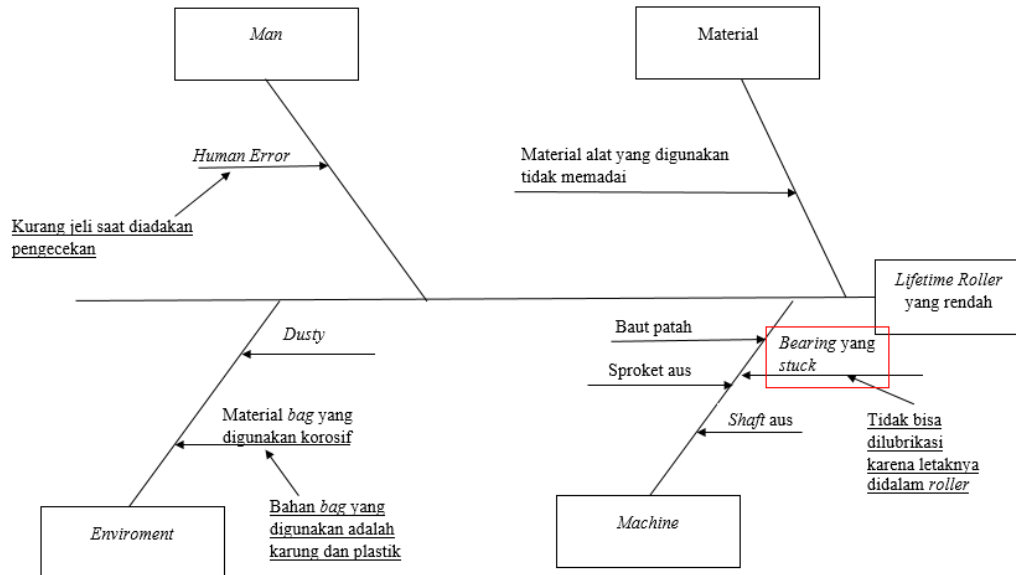 Man
Material
Human Error
Material alat yang digunakan
tidak memadai
Kurang jeli saat diadakan
pengecekan
Lifetime Roller
yang rendah
Dusty
Baut patah
Bearing yang
stuck
Sproket aus
Material bag yang
digunakan korosif
Shaft aus
Tidak bisa
dilubrikasi
karena letaknya
didalam roller
Bahan bag yang
digunakan adalah
karung dan plastik
Enviroment
Machine